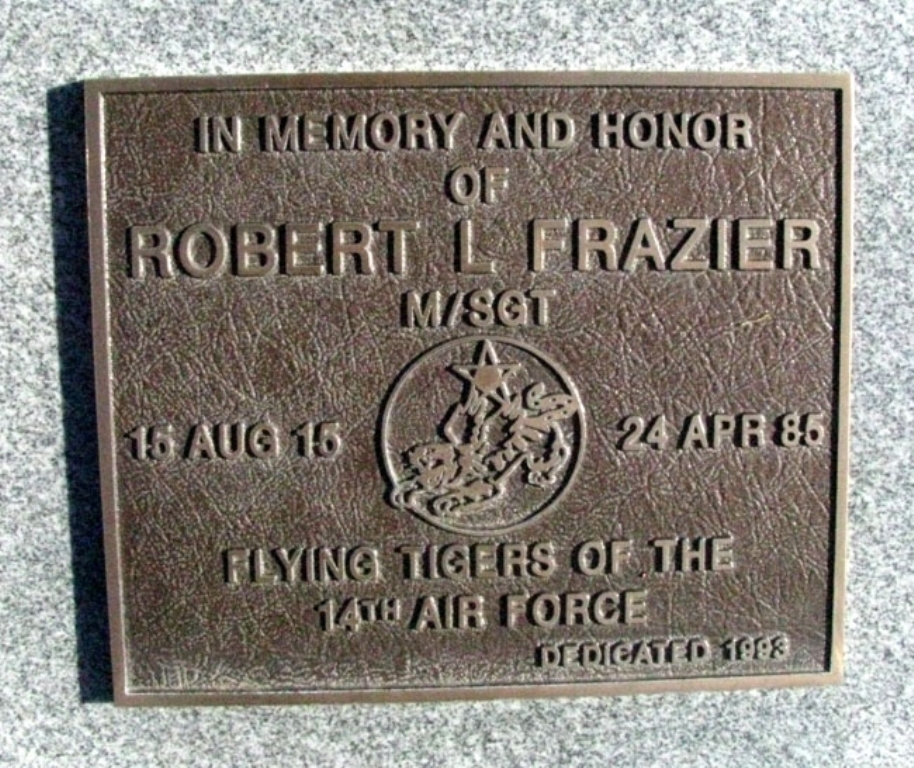 IN MEMORY AND HONOR
OF
ROBERT L FRAZIER
M/SGT
15 AUG 15 24 APR 85
FLYING TIGERS OF THE
14TH AIR FORCE
DEDICATED 1993